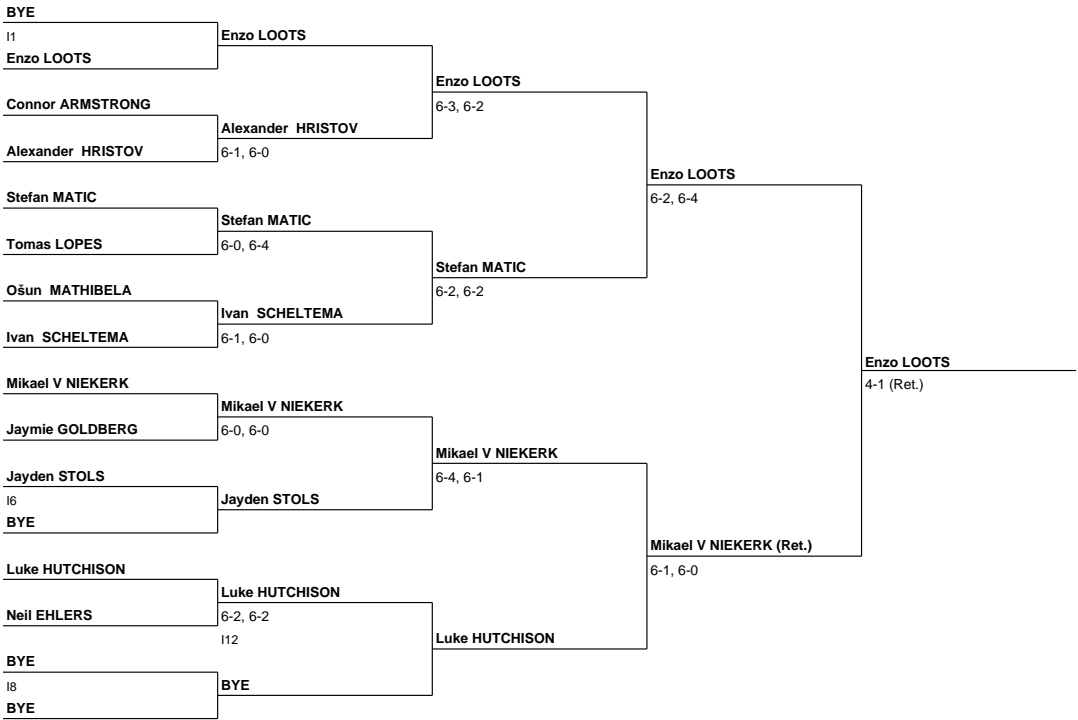 BYE
I1
Enzo LOOTS
Enzo LOOTS
Enzo LOOTS
6-3, 6-2
Connor ARMSTRONG
Alexander  HRISTOV
Alexander  HRISTOV
6-1, 6-0
Enzo LOOTS
6-2, 6-4
Stefan MATIC
Stefan MATIC
Tomas LOPES
6-0, 6-4
Stefan MATIC
6-2, 6-2
Ošun  MATHIBELA
Ivan  SCHELTEMA
Ivan  SCHELTEMA
6-1, 6-0
Enzo LOOTS
4-1 (Ret.)
Mikael V NIEKERK
Mikael V NIEKERK
Jaymie GOLDBERG
6-0, 6-0
Mikael V NIEKERK
6-4, 6-1
Jayden STOLS
I6
Jayden STOLS
BYE
Mikael V NIEKERK (Ret.)
6-1, 6-0
Luke HUTCHISON
Luke HUTCHISON
Neil EHLERS
6-2, 6-2
I12
Luke HUTCHISON
BYE
I8
BYE
BYE